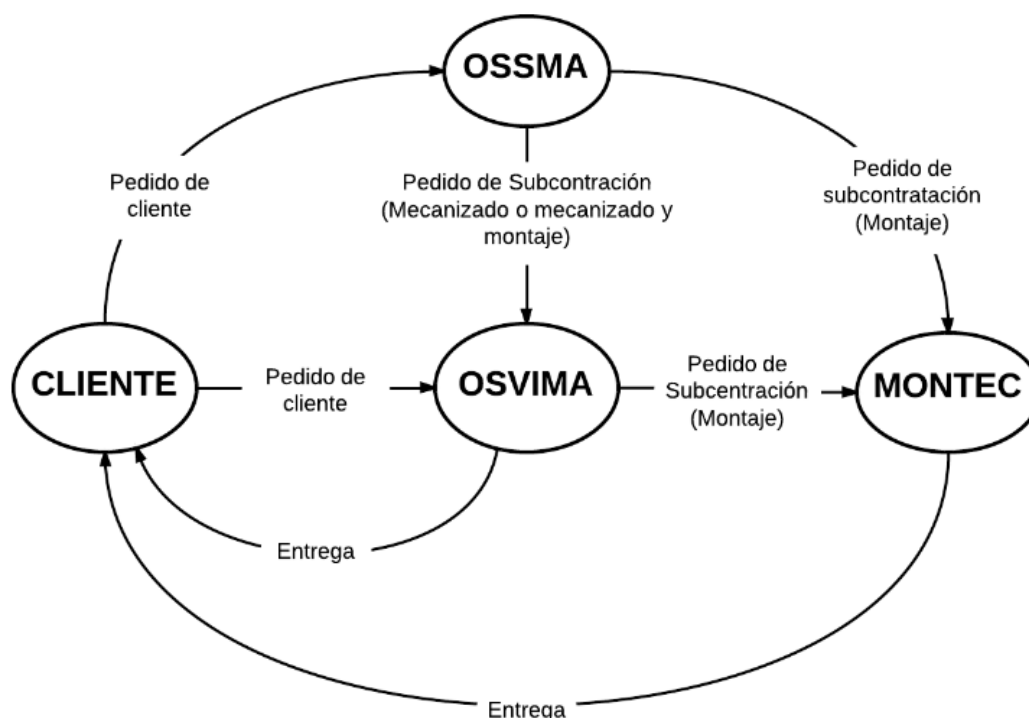 OSSMA
Pedido de
cliente
Pedido de Subcontración
(Mecanizado o mecanizado y
montaje)
Pedido de
subcontratación
(Montaje)
CLIENTE
Pedido de
cliente
OSVIMA
Pedido de
Subcentración
(Montaje)
MONTEC
Entrega
Entrega